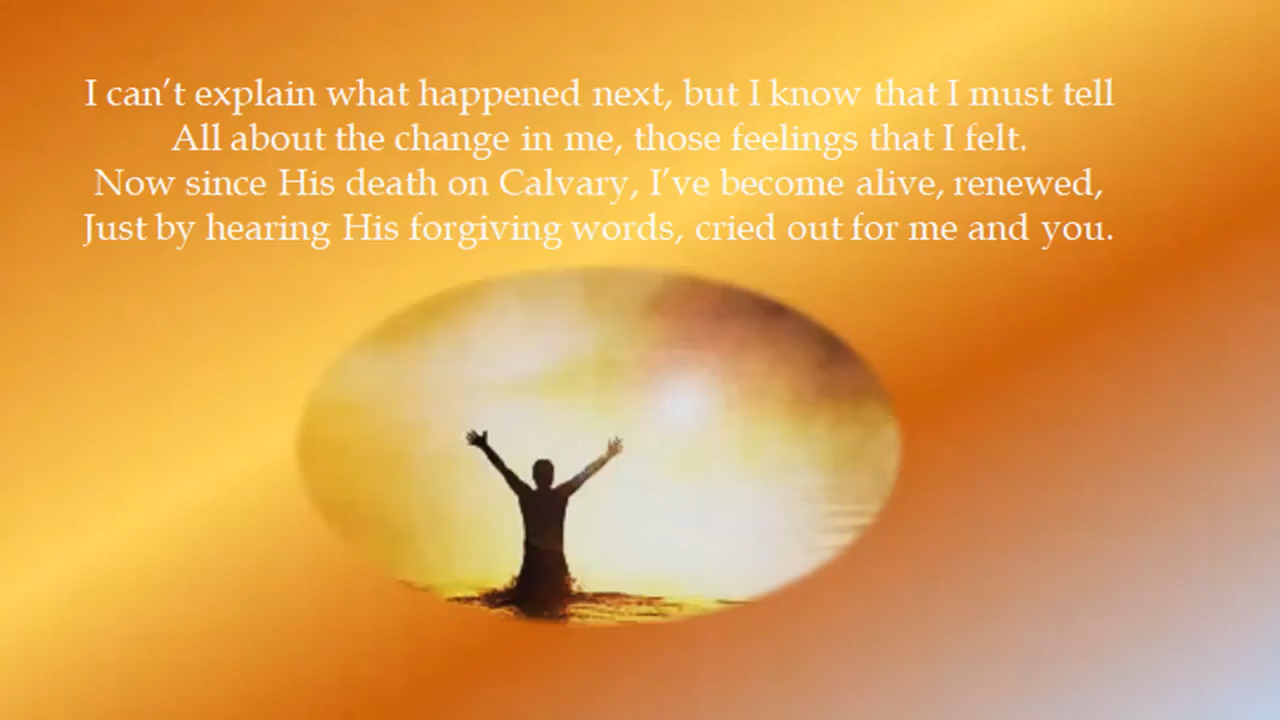 I can’t explain what happened next, but I know that I must tell
All about the change in me, those feelings that I felt.
Now since His death on Calvary, I’ve become alive, renewed,
Just by hearing His forgiving words, cried out for me and you.